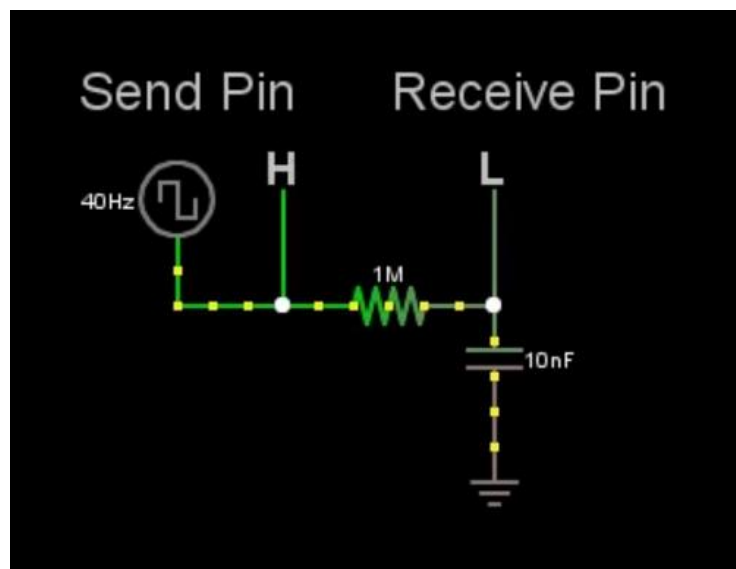 Send Pin Receive Pin
H L
40Hz
1M
10nF